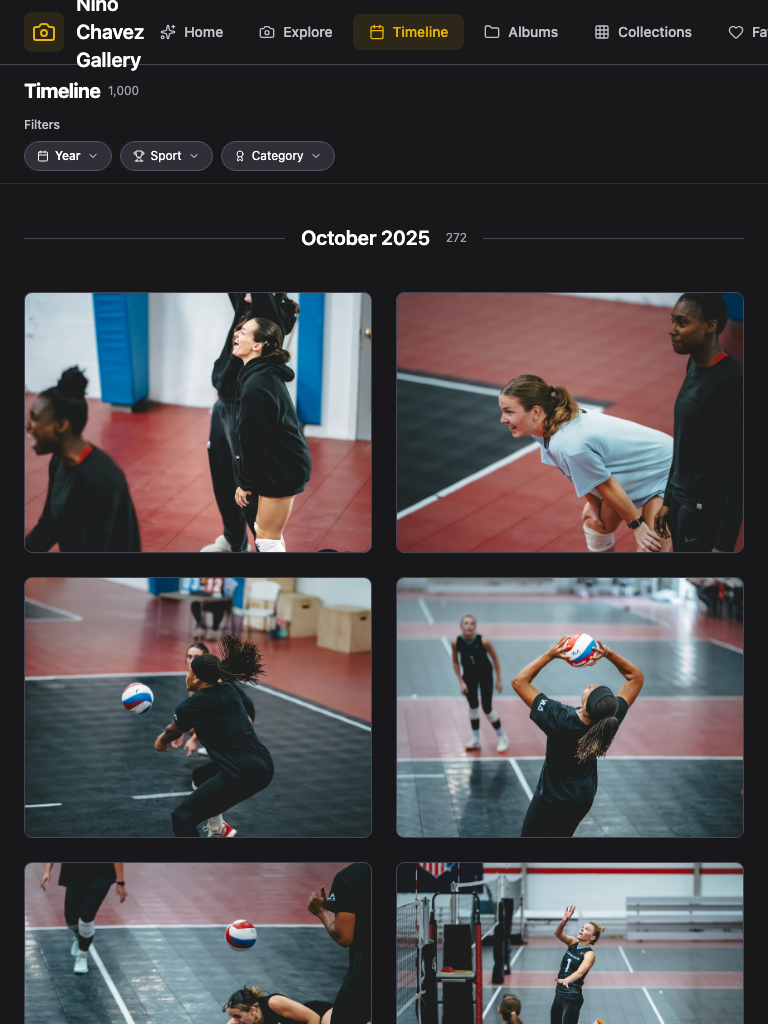 Nino
Chavez
Gallery
Home
Explore
Timeline
Albums
Collections
Fa
Timeline 1,000
Filters
Year
Sport
Category
October 2025 272
1